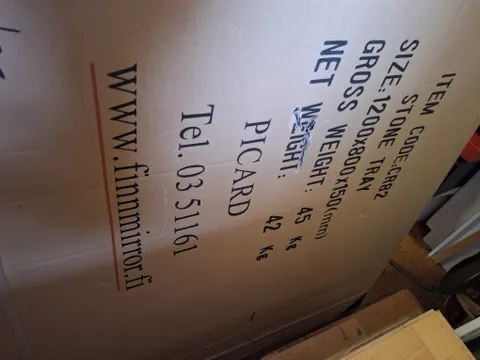 ITEM CODE:CR82
STONE TRAY
SIZE:1200X800X150(mm)
GROSS WEIGHT: 45 Kg
NET WEIGHT: 42 Kg
PICARD
Tel. 03 51161
www.finnmirror.fi